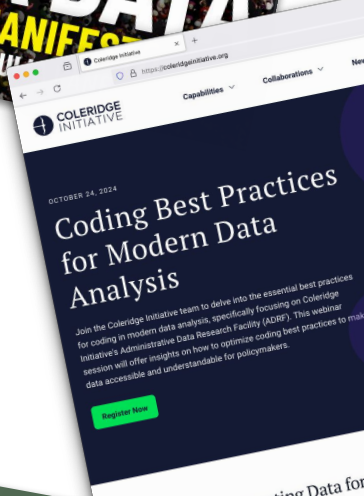 Coleridge Initiative
https://coleridgeinitiative.org
COLERIDGE
INITIATIVE
Capabilities
Collaborations
OCTOBER 24, 2024
Coding Best Practices
for Modern Data
Analysis
Join the Coleridge Initiative team to delve into the essential best practices
for coding in modern data analysis, specifically focusing on Coleridge
Initiative's Administrative Data Research Facility (ADRF). This webinar
session will offer insights on how to optimize coding best practices to
data accessible and understandable for policymakers.
Register Now
Data for